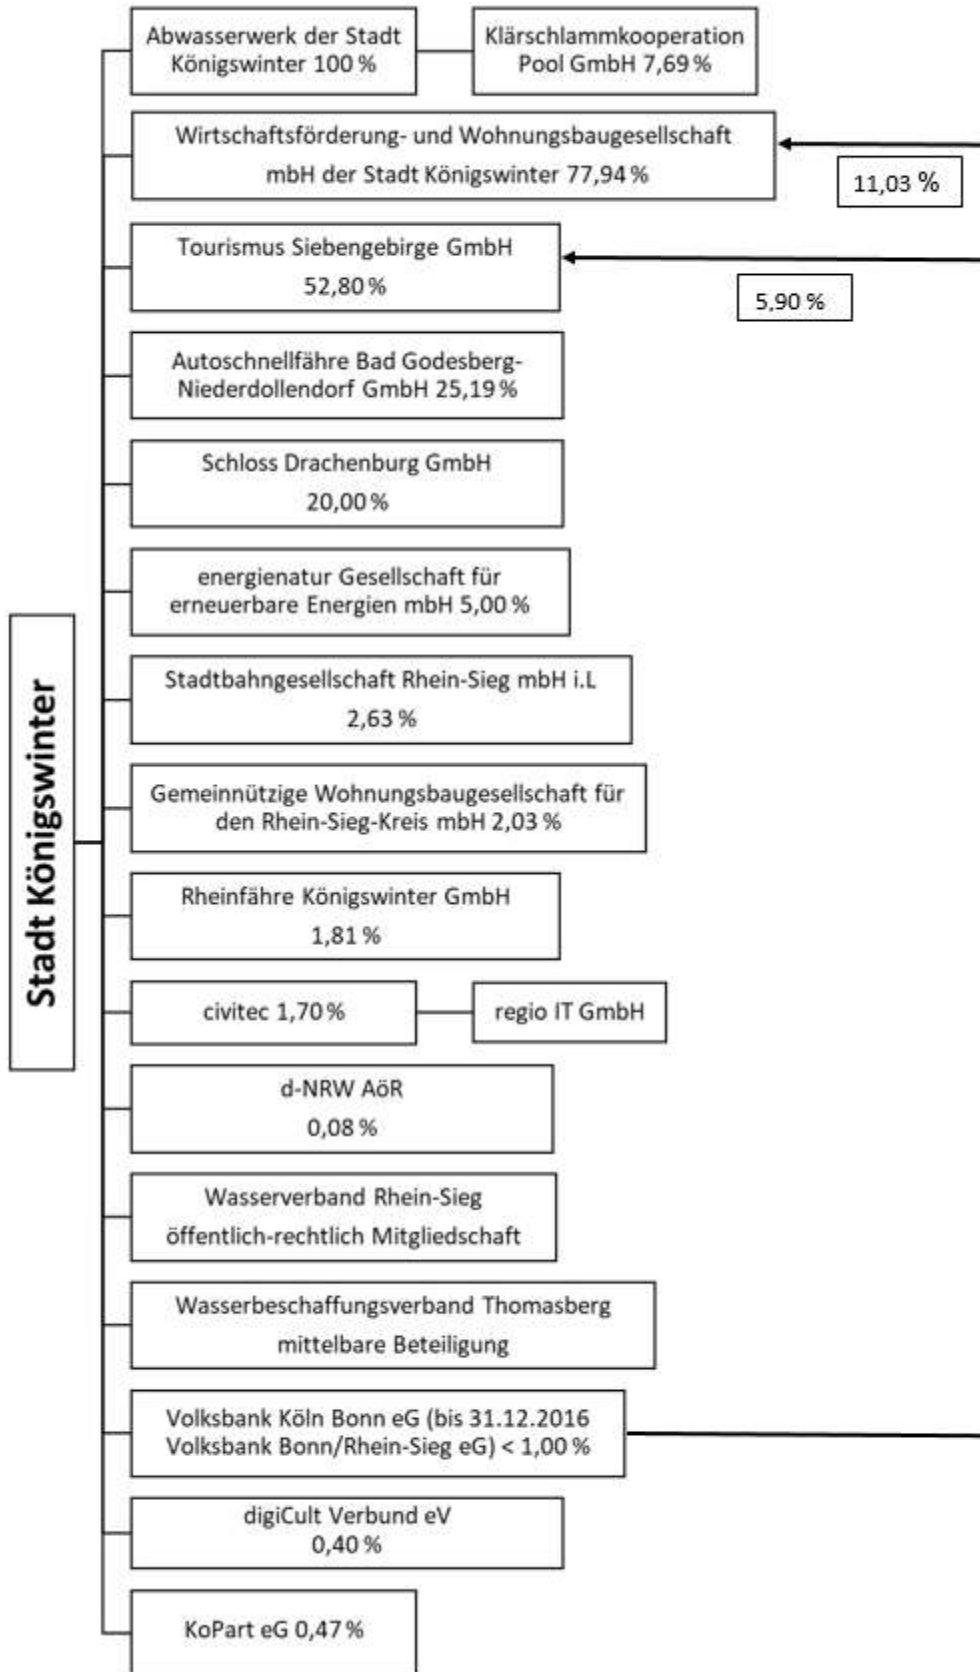 Abwasserwerk der Stadt
Königswinter 100 %
Klärschlammkooperation
Pool GmbH 7,69 %
Wirtschaftsförderung- und Wohnungsbaugesellschaft
mbH der Stadt Königswinter 77,94 %
11,03 %
Tourismus Siebengebirge GmbH
52,80 %
5,90 %
Autoschnellfähre Bad Godesberg-
Niederdollendorf GmbH 25,19 %
Schloss Drachenburg GmbH
20,00 %
energienatur Gesellschaft für
erneuerbare Energien mbH 5,00 %
Stadtbahngesellschaft Rhein-Sieg mbH i.L
2,63 %
Gemeinnützige Wohnungsbaugesellschaft für
den Rhein-Sieg-Kreis mbH 2,03 %
Stadt Königswinter
Rheinfähre Königswinter GmbH
1,81 %
civitec 1,70 %
regio IT GmbH
d-NRW AöR
0,08 %
Wasserverband Rhein-Sieg
öffentlich-rechtlich Mitgliedschaft
Wasserbeschaffungsverband Thomasberg
mittelbare Beteiligung
Volksbank Köln Bonn eG (bis 31.12.2016
Volksbank Bonn/Rhein-Sieg eG) < 1,00 %
digiCult Verbund eV
0,40 %
KoPart eG 0,47 %